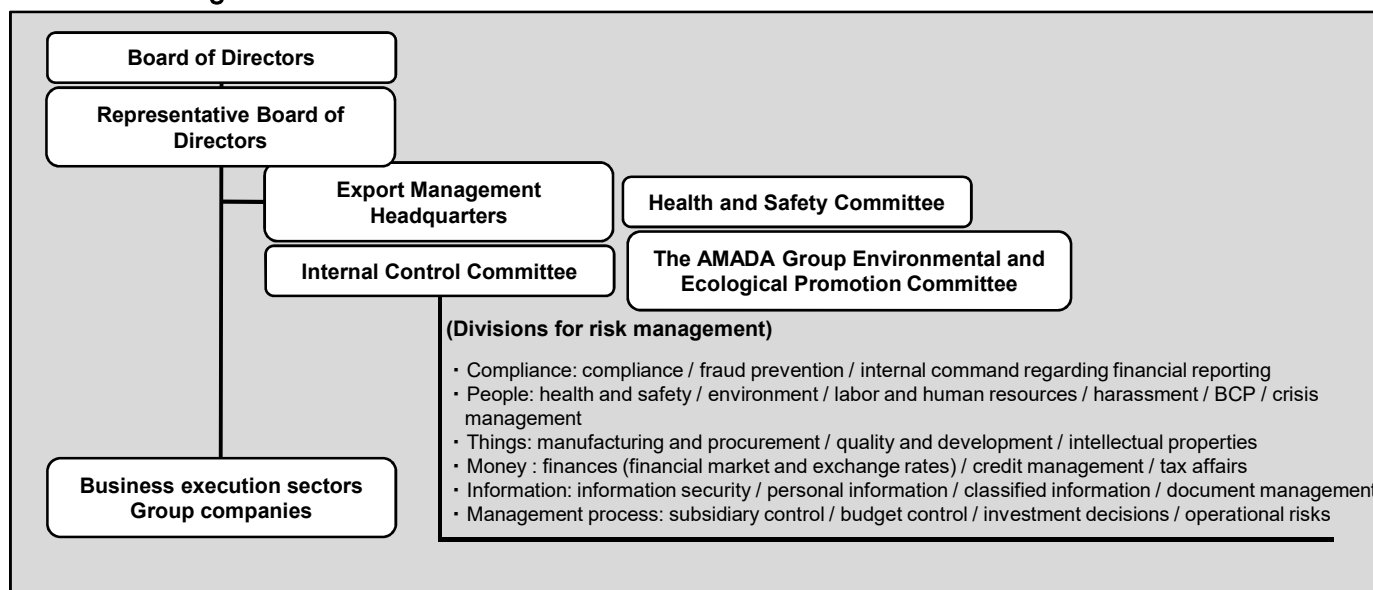 Board of Directors
Representative Board of
Directors
Export Management
Headquarters
Health and Safety Committee
Internal Control Committee
The AMADA Group Environmental and
Ecological Promotion Committee
(Divisions for risk management)
・Compliance: compliance / fraud prevention / internal command regarding financial reporting
・People: health and safety / environment / labor and human resources / harassment / BCP / crisis
management
・Things: manufacturing and procurement / quality and development / intellectual properties
・Money : finances (financial market and exchange rates) / credit management / tax affairs
・Information: information security / personal information / classified information / document management
・Management process: subsidiary control / budget control / investment decisions / operational risks
Business execution sectors
Group companies